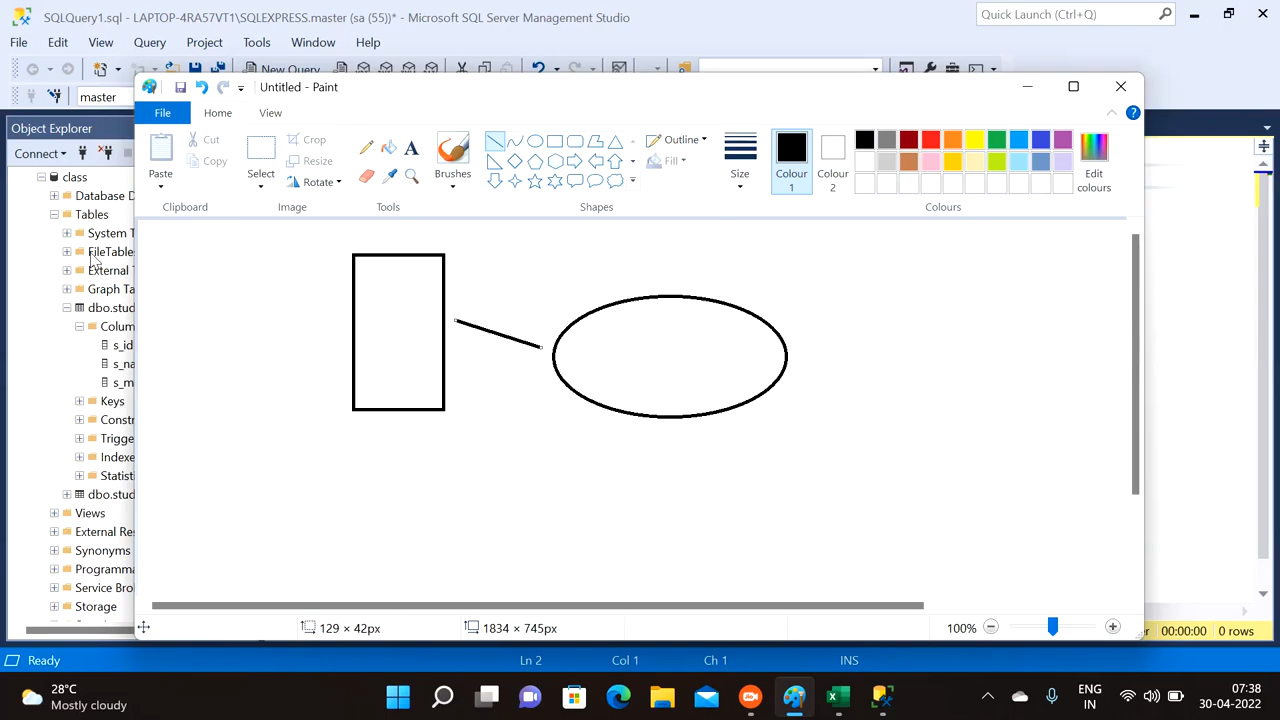 SQLQuery1.sql - LAPTOP-4RA57VT1\SQLEXPRESS.master (sa (55))* - Microsoft SQL Server Management Studio
Quick Launch (Ctrl+Q)
File Edit View Query Project Tools Window Help
New Query
master
Untitled - Paint
File Home View
Object Explorer
Connect
Paste
Cut
Copy
Select
Crop
Resize
Rotate
Brushes
Outline
Fill
Size
Colour 1
Colour 2
Edit colours
Clipboard Image Tools Shapes Colours
class
Database D
Tables
System T
FileTable
External T
Graph Ta
dbo.stud
Colum
s_id
s_na
s_m
Keys
Constr
Trigge
Indexe
Statisti
dbo.stud
Views
External Res
Synonyms
Programma
Service Bro
Storage
129 × 42px 1834 × 745px 100%
00:00:00 0 rows
Ready Ln 2 Col 1 Ch 1 INS
28°C
Mostly cloudy
ENG
IN
07:38
30-04-2022